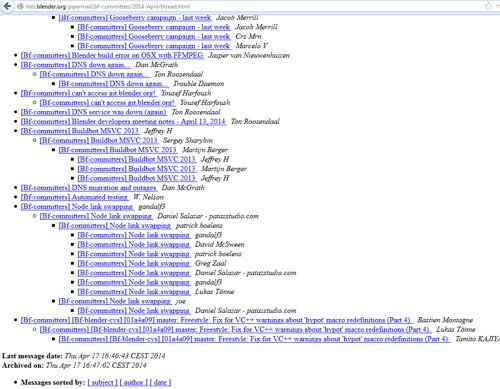 lists.blender.org/pipermail/bf-committers/2014-April/thread.html
[Bf-committers] Gooseberry campaign - last week Jacob Merrill
[Bf-committers] Gooseberry campaign - last week Jacob Merrill
[Bf-committers] Gooseberry campaign - last week Crs Mrn
[Bf-committers] Gooseberry campaign - last week Marcelo V
[Bf-committers] Blender build error on OSX with FFMPEG Jasper van Nieuwenhuizen
[Bf-committers] DNS down again... Dan McGrath
[Bf-committers] DNS down again... Ton Roosendaal
[Bf-committers] DNS down again... Trouble Daemon
[Bf-committers] can't access git.blender.org! Yousef Harfoush
[Bf-committers] can't access git.blender.org! Yousef Harfoush
[Bf-committers] DNS service was down (again) Ton Roosendaal
[Bf-committers] Blender developers meeting notes - April 13, 2014 Ton Roosendaal
[Bf-committers] Buildbot MSVC 2013 Jeffrey H
[Bf-committers] Buildbot MSVC 2013 Sergey Sharybin
[Bf-committers] Buildbot MSVC 2013 Martijn Berger
[Bf-committers] Buildbot MSVC 2013 Jeffrey H
[Bf-committers] Buildbot MSVC 2013 Martijn Berger
[Bf-committers] Buildbot MSVC 2013 Jeffrey H
[Bf-committers] DNS migration and outages Dan McGrath
[Bf-committers] Automated testing W. Nelson
[Bf-committers] Node link swapping gandalf3
[Bf-committers] Node link swapping Daniel Salazar - patazstudio.com
[Bf-committers] Node link swapping patrick boelens
[Bf-committers] Node link swapping gandalf3
[Bf-committers] Node link swapping David McSween
[Bf-committers] Node link swapping patrick boelens
[Bf-committers] Node link swapping Greg Zaal
[Bf-committers] Node link swapping Daniel Salazar - patazstudio.com
[Bf-committers] Node link swapping gandalf3
[Bf-committers] Node link swapping Lukas Tönne
[Bf-committers] Node link swapping joe
[Bf-committers] Node link swapping Daniel Salazar - patazstudio.com
[Bf-committers] [Bf-blender-cvs] [01a4a09] master: Freestyle: Fix for VC++ warnings about 'hypot' macro redefinitions (Part 4). Bastien Montagne
[Bf-committers] [Bf-blender-cvs] [01a4a09] master: Freestyle: Fix for VC++ warnings about 'hypot' macro redefinitions (Part 4). Lukas Tönne
[Bf-committers] [Bf-blender-cvs] [01a4a09] master: Freestyle: Fix for VC++ warnings about 'hypot' macro redefinitions (Part 4). Tamito KAJIYA
Last message date: Thu Apr 17 16:46:43 CEST 2014
Archived on: Thu Apr 17 16:47:02 CEST 2014
Messages sorted by: [ subject ] [ author ] [ date ]